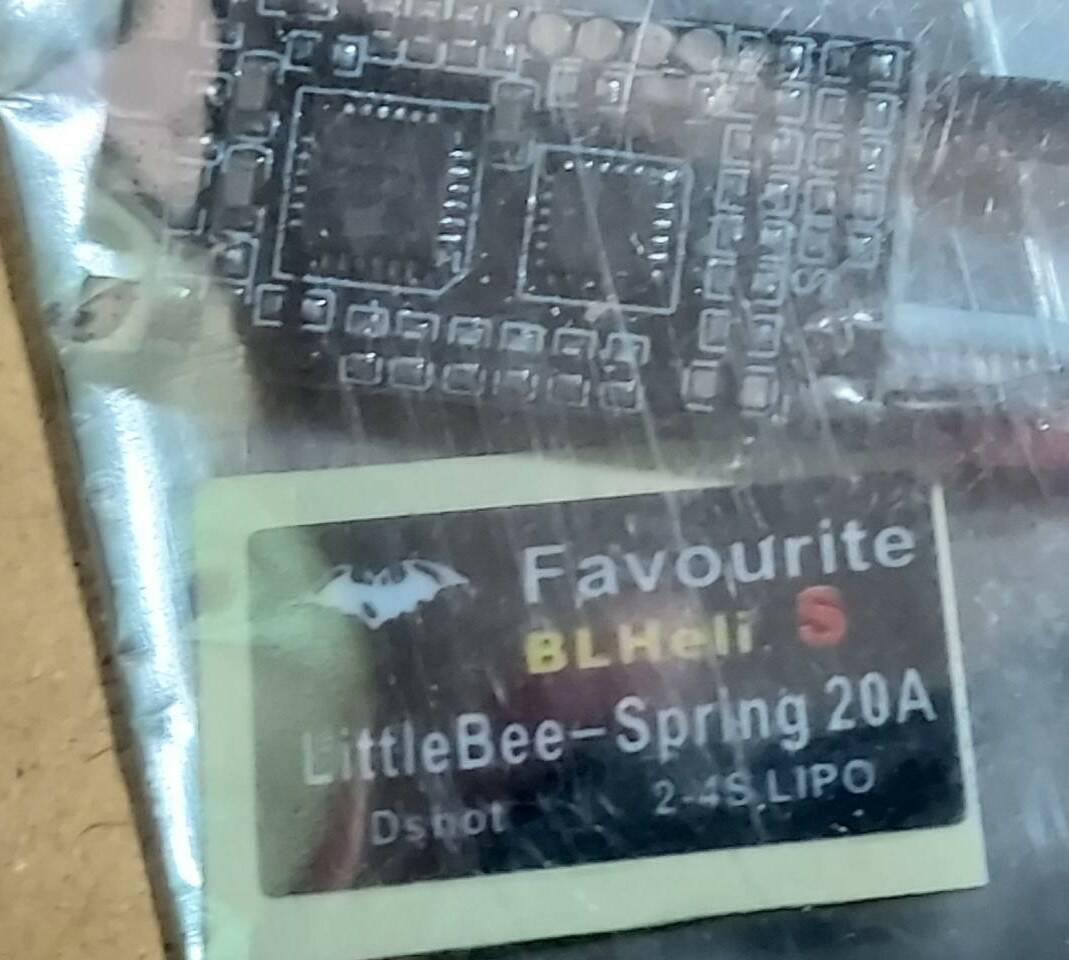 Favourite
BLHeli S
LittleBee-Spring 20A
Dshot 2-4S LIPO